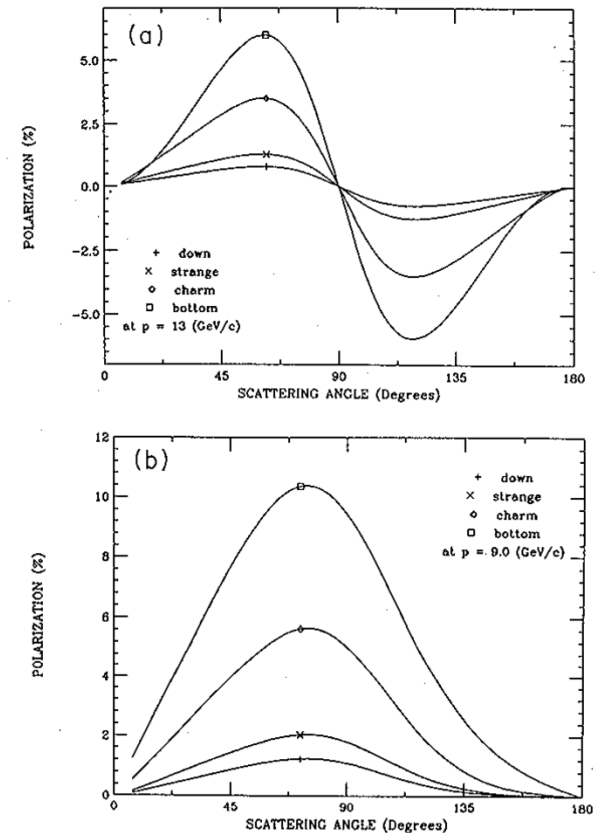 (a)
5.0
2.5
0.0
-2.5
-5.0
POLARIZATION (%)
+ down
× strange
◇ charm
□ bottom
at p = 13 (GeV/c)
0 45 90 135 180
SCATTERING ANGLE (Degrees)
(b)
12
10
8
6
4
2
0
POLARIZATION (%)
+ down
× strange
◇ charm
□ bottom
at p = 9.0 (GeV/c)
0 45 90 135 180
SCATTERING ANGLE (Degrees)